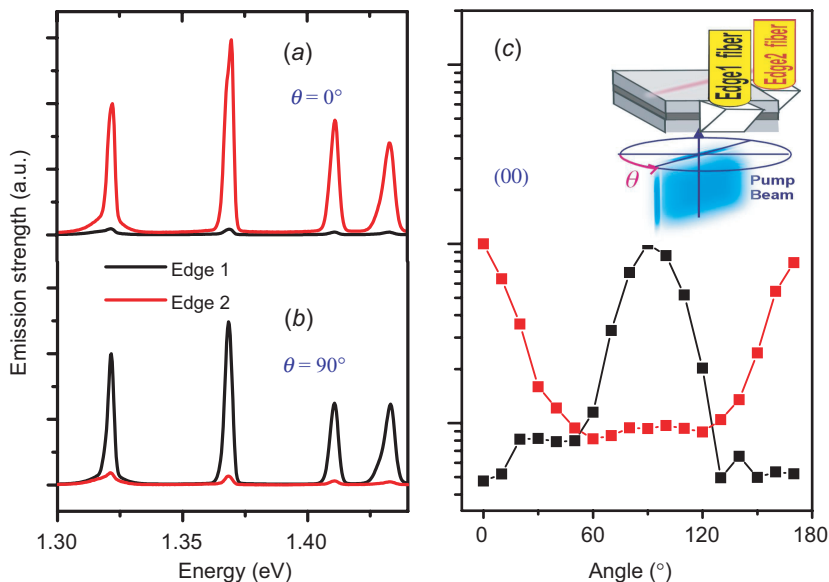 (a)
θ = 0°
Edge 1
Edge 2
(b)
θ = 90°
Emission strength (a.u.)
1.30
1.35
1.40
Energy (eV)
(c)
Edge1 fiber
Edge2 fiber
(00)
θ
Pump
Beam
0
60
120
180
Angle (°)